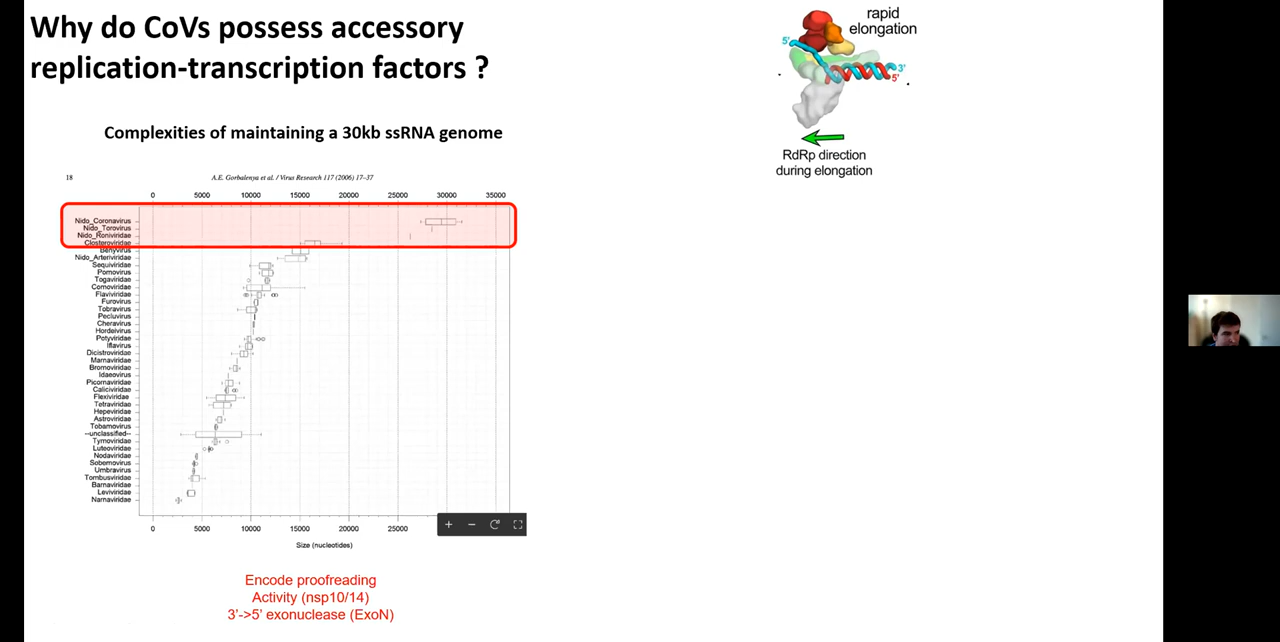 Why do CoVs possess accessory
replication-transcription factors ?
Complexities of maintaining a 30kb ssRNA genome
18
A.E. Gorbalenya et al. / Virus Research 117 (2006) 17–37
0 5000 10000 15000 20000 25000 30000 35000
Nido_Coronavirus
Nido_Torovirus
Nido_Roniviridae
Closteroviridae
Benyvirus
Nido_Arteriviridae
Sequiviridae
Pomovirus
Togaviridae
Comoviridae
Flaviviridae
Furovirus
Tobravirus
Pecluvirus
Cheravirus
Hordeivirus
Potyviridae
Iflavirus
Dicistroviridae
Marnaviridae
Bromoviridae
Idaeovirus
Picornaviridae
Caliciviridae
Flexiviridae
Tetraviridae
Hepeviridae
Astroviridae
Tobamovirus
--unclassified--
Tymoviridae
Luteoviridae
Nodaviridae
Sobemovirus
Umbravirus
Tombusviridae
Barnaviridae
Leviviridae
Narnaviridae
0 5000 10000 15000 20000 25000
Size (nucleotides)
Encode proofreading
Activity (nsp10/14)
3'->5' exonuclease (ExoN)
rapid
elongation
5'
3'
5'
RdRp direction
during elongation